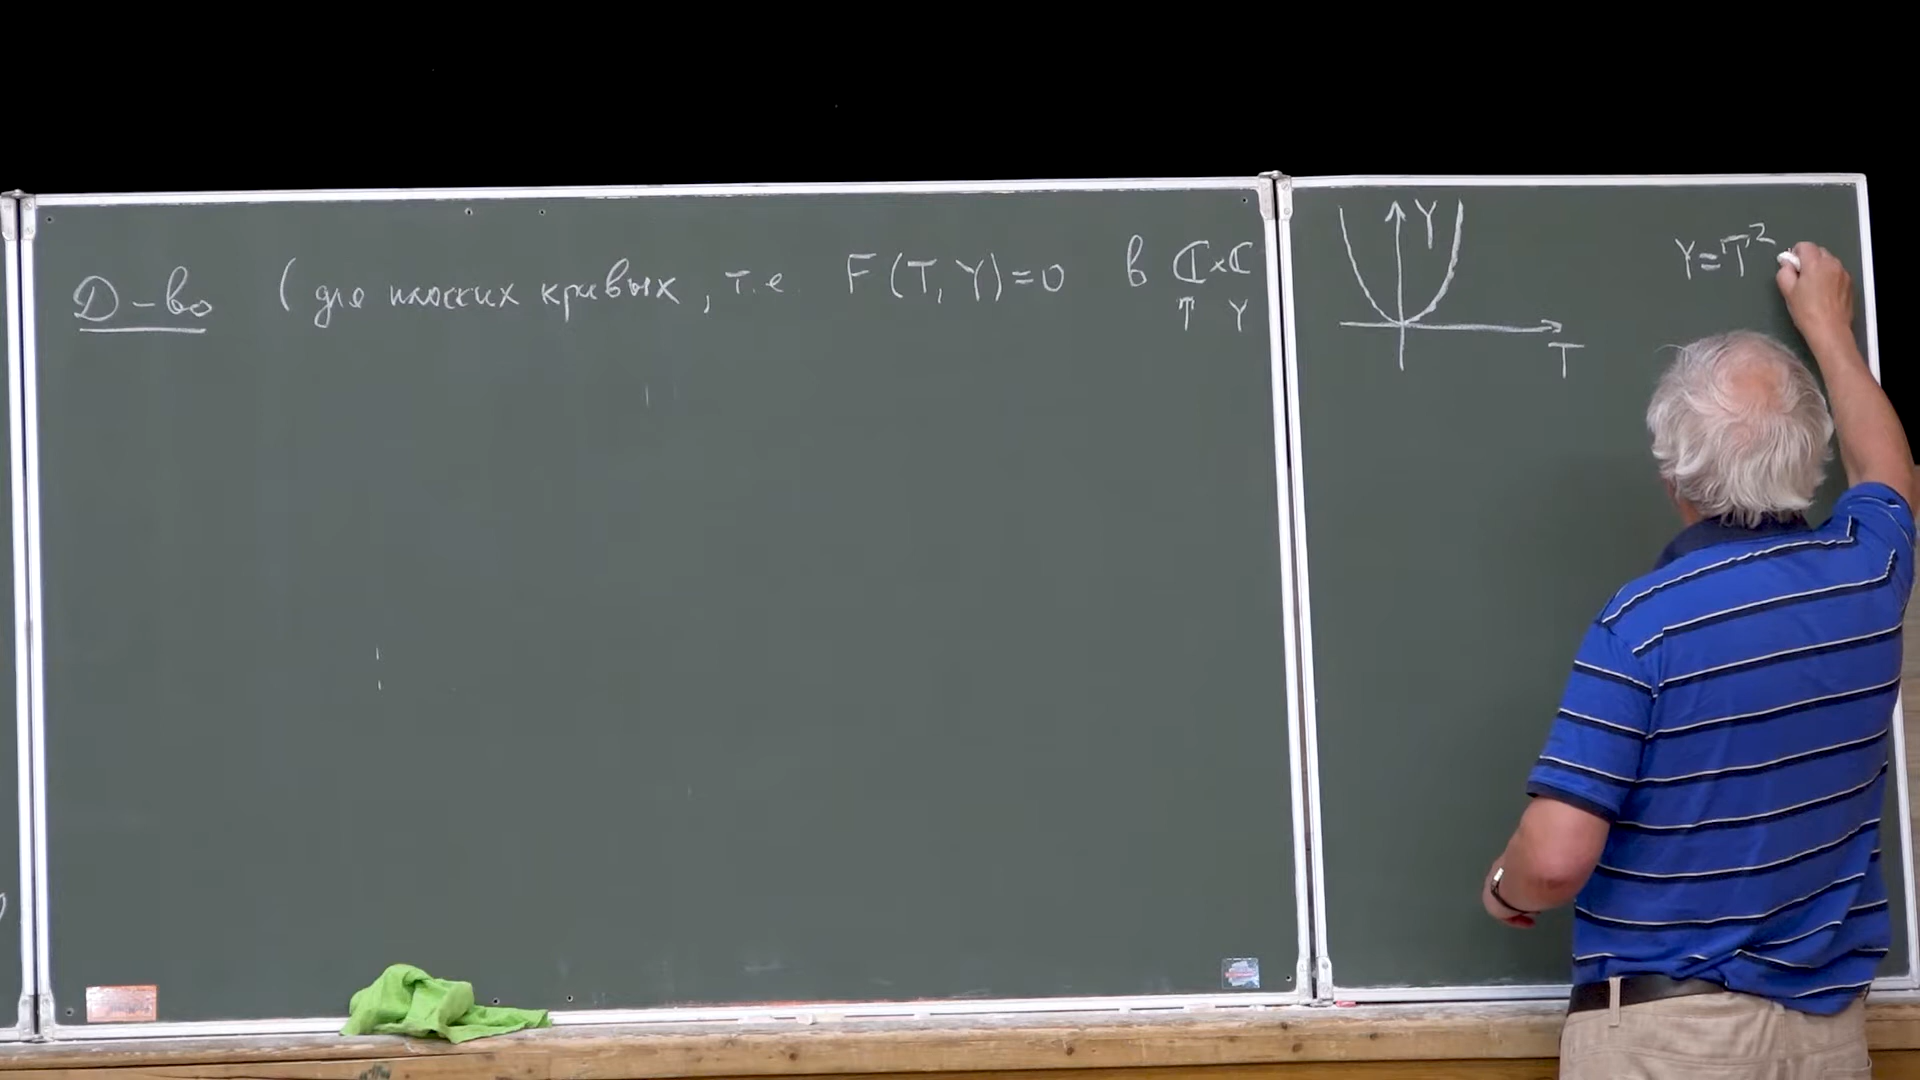 Д-во (для плоских кривых, т.е. F(T,Y)=0 в ℂ×ℂ
T Y
Y
T
Y=T²